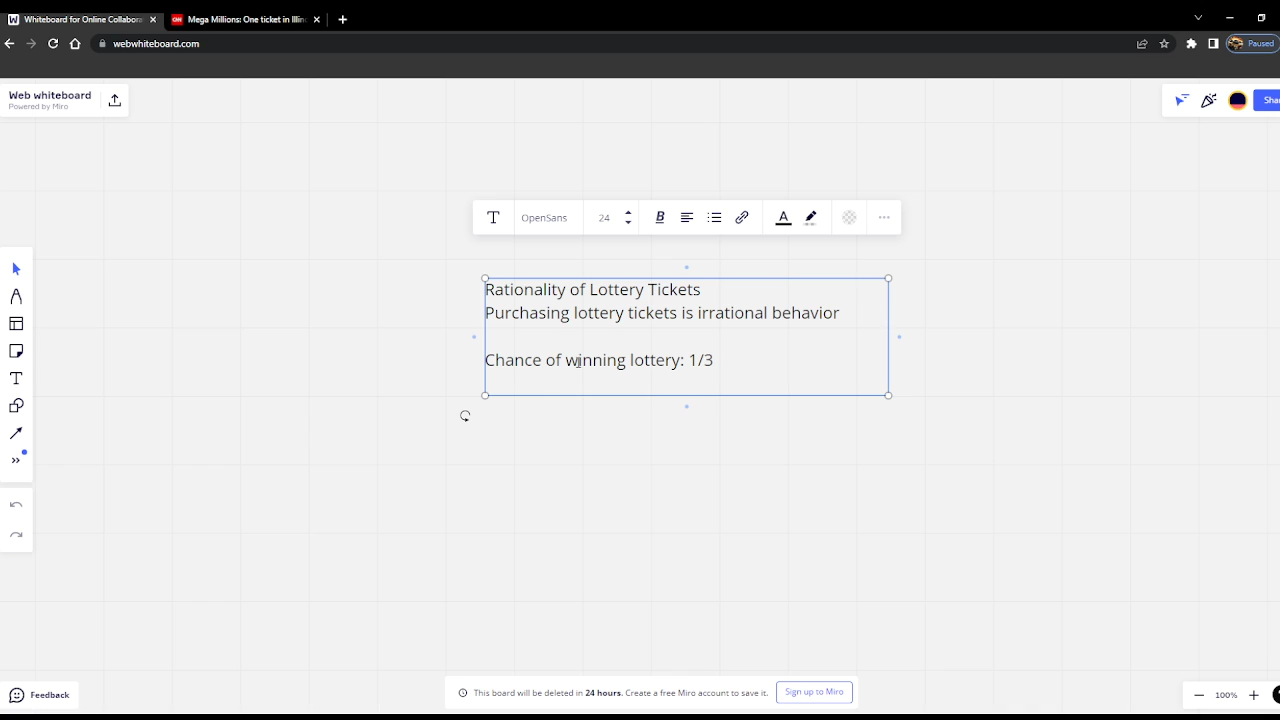 Whiteboard for Online Collabora
Mega Millions: One ticket in Illin
webwhiteboard.com
Paused
Web whiteboard
Powered by Miro
Sha
OpenSans
24
B
A
Rationality of Lottery Tickets
Purchasing lottery tickets is irrational behavior
Chance of winning lottery: 1/3
Feedback
This board will be deleted in 24 hours. Create a free Miro account to save it.
Sign up to Miro
100%